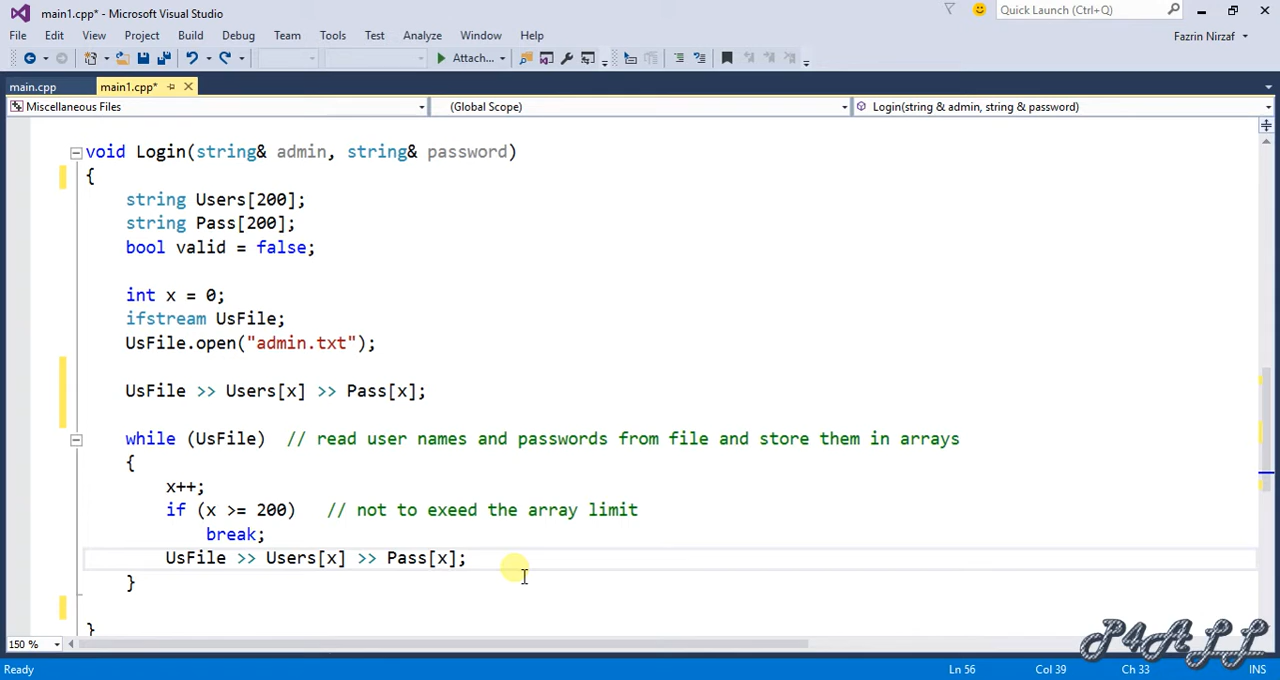 main1.cpp* - Microsoft Visual Studio
Quick Launch (Ctrl+Q)
File Edit View Project Build Debug Team Tools Test Analyze Window Help
Fazrin Nirzaf
Attach...
main.cpp main1.cpp*
Miscellaneous Files (Global Scope) Login(string & admin, string & password)
void Login(string& admin, string& password)
{
string Users[200];
string Pass[200];
bool valid = false;
int x = 0;
ifstream UsFile;
UsFile.open("admin.txt");
UsFile >> Users[x] >> Pass[x];
while (UsFile) // read user names and passwords from file and store them in arrays
{
x++;
if (x >= 200) // not to exeed the array limit
break;
UsFile >> Users[x] >> Pass[x];
}
}
150 %
P4ALL
Ready Ln 56 Col 39 Ch 33 INS